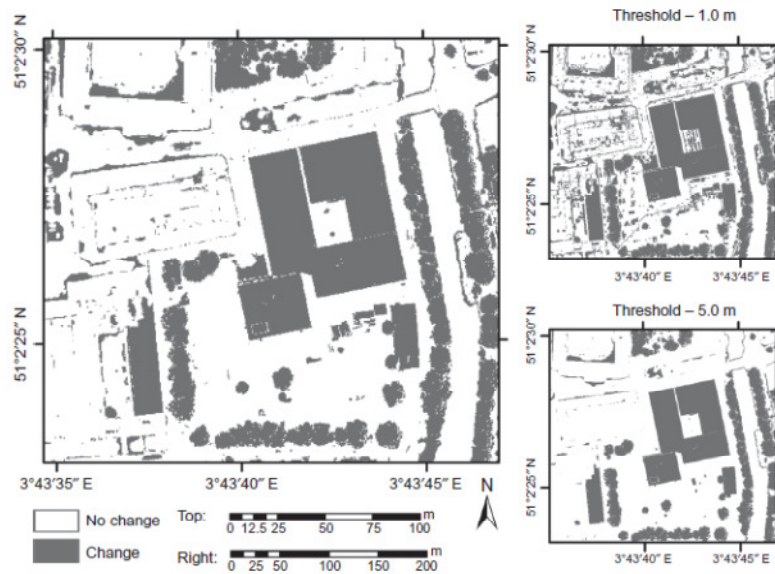 51°2′30″ N
51°2′25″ N
3°43′35″ E
3°43′40″ E
3°43′45″ E
Threshold – 1.0 m
51°2′30″ N
51°2′25″ N
3°43′40″ E
3°43′45″ E
Threshold – 5.0 m
51°2′30″ N
51°2′25″ N
3°43′40″ E
3°43′45″ E
No change
Change
Top:
0 12.5 25 50 75 100 m
Right:
0 25 50 100 150 200 m
N